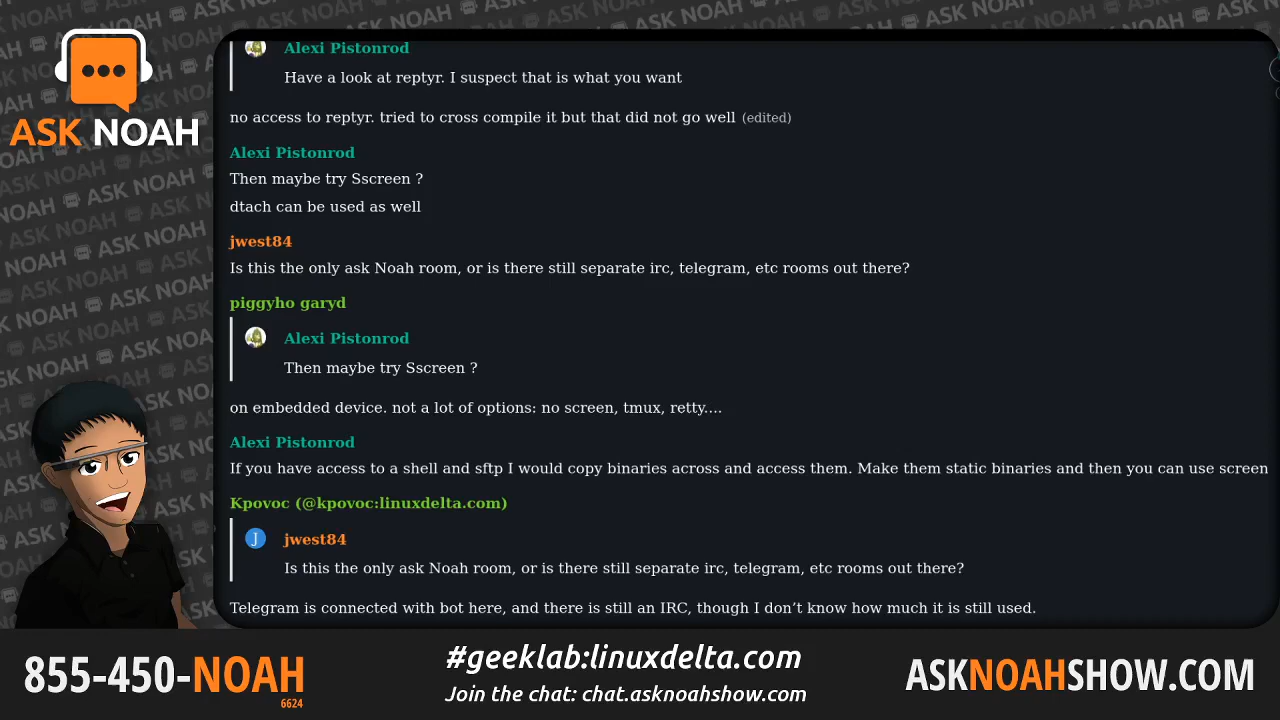 ASK NOAH
Alexi Pistonrod
Have a look at reptyr. I suspect that is what you want
no access to reptyr. tried to cross compile it but that did not go well (edited)
Alexi Pistonrod
Then maybe try Sscreen ?
dtach can be used as well
jwest84
Is this the only ask Noah room, or is there still separate irc, telegram, etc rooms out there?
piggyho garyd
Alexi Pistonrod
Then maybe try Sscreen ?
on embedded device. not a lot of options: no screen, tmux, retty....
Alexi Pistonrod
If you have access to a shell and sftp I would copy binaries across and access them. Make them static binaries and then you can use screen
Kpovoc (@kpovoc:linuxdelta.com)
J
jwest84
Is this the only ask Noah room, or is there still separate irc, telegram, etc rooms out there?
Telegram is connected with bot here, and there is still an IRC, though I don’t know how much it is still used.
855-450-NOAH
6624
#geeklab:linuxdelta.com
Join the chat: chat.asknoahshow.com
ASKNOAHSHOW.COM